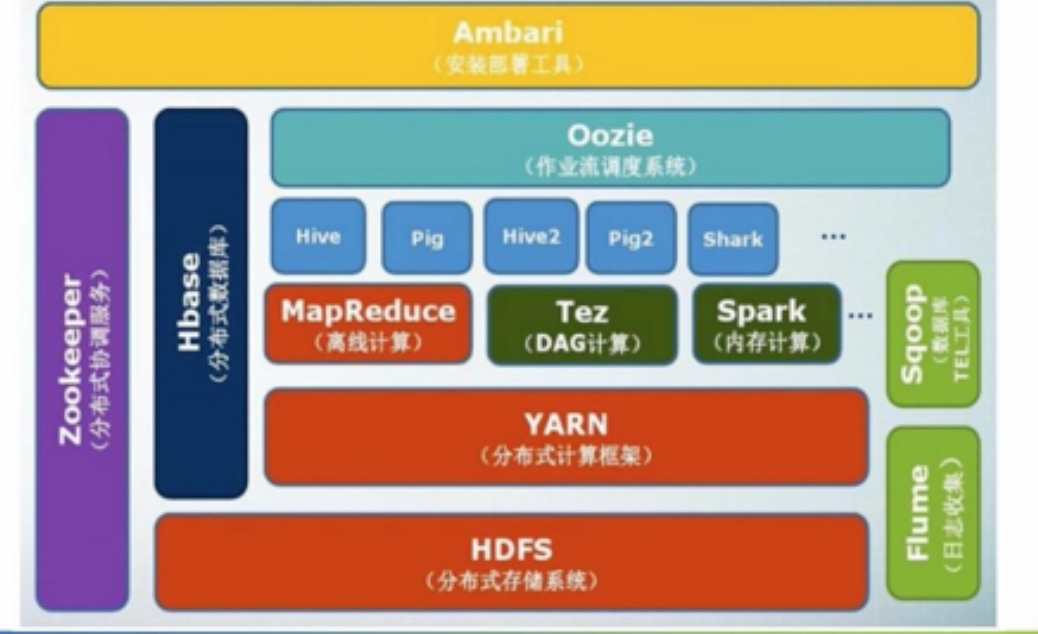 Ambari
（安装部署工具）
Zookeeper
（分布式协调服务）
Hbase
（分布式数据库）
Oozie
（作业流调度系统）
Hive
Pig
Hive2
Pig2
Shark
...
MapReduce
（离线计算）
Tez
（DAG计算）
Spark
（内存计算）
...
Sqoop
（数据库
TEL工具）
YARN
（分布式计算框架）
Flume
（日志收集）
HDFS
（分布式存储系统）